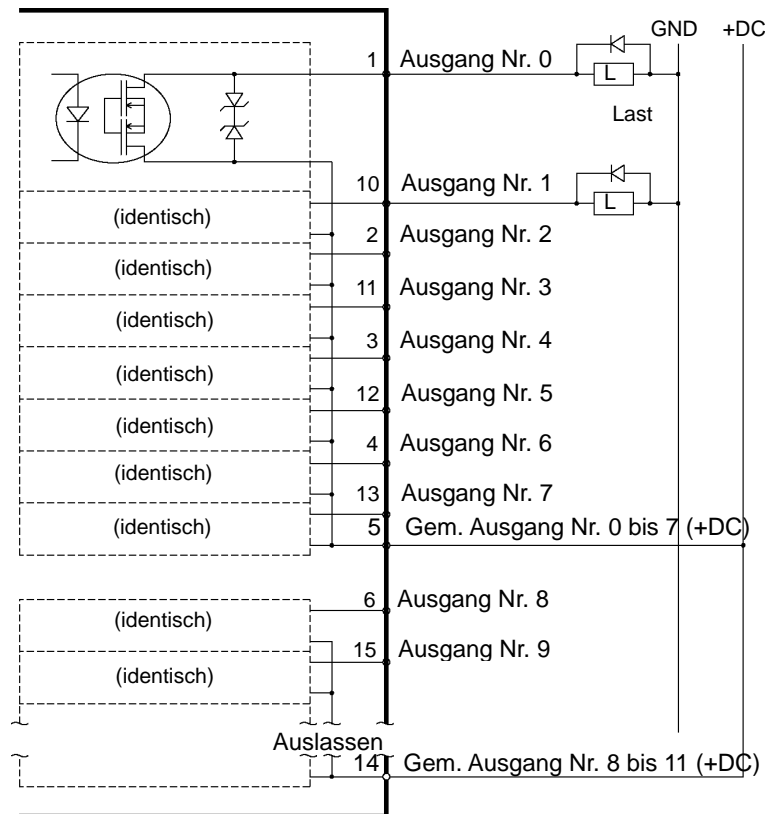 GND +DC
1 Ausgang Nr. 0
L
Last
10 Ausgang Nr. 1
L
(identisch)
2 Ausgang Nr. 2
(identisch)
11 Ausgang Nr. 3
(identisch)
3 Ausgang Nr. 4
(identisch)
12 Ausgang Nr. 5
(identisch)
4 Ausgang Nr. 6
(identisch)
13 Ausgang Nr. 7
(identisch)
5 Gem. Ausgang Nr. 0 bis 7 (+DC)
6 Ausgang Nr. 8
(identisch)
15 Ausgang Nr. 9
(identisch)
Auslassen
14 Gem. Ausgang Nr. 8 bis 11 (+DC)